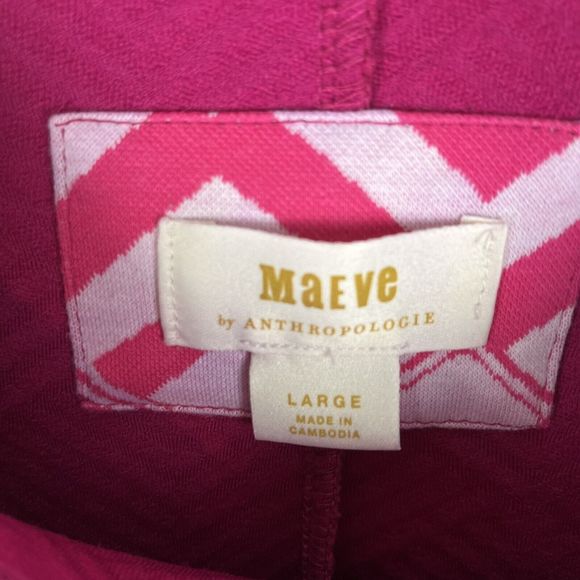 MaEve
by ANTHROPOLOGIE
LARGE
MADE IN
CAMBODIA